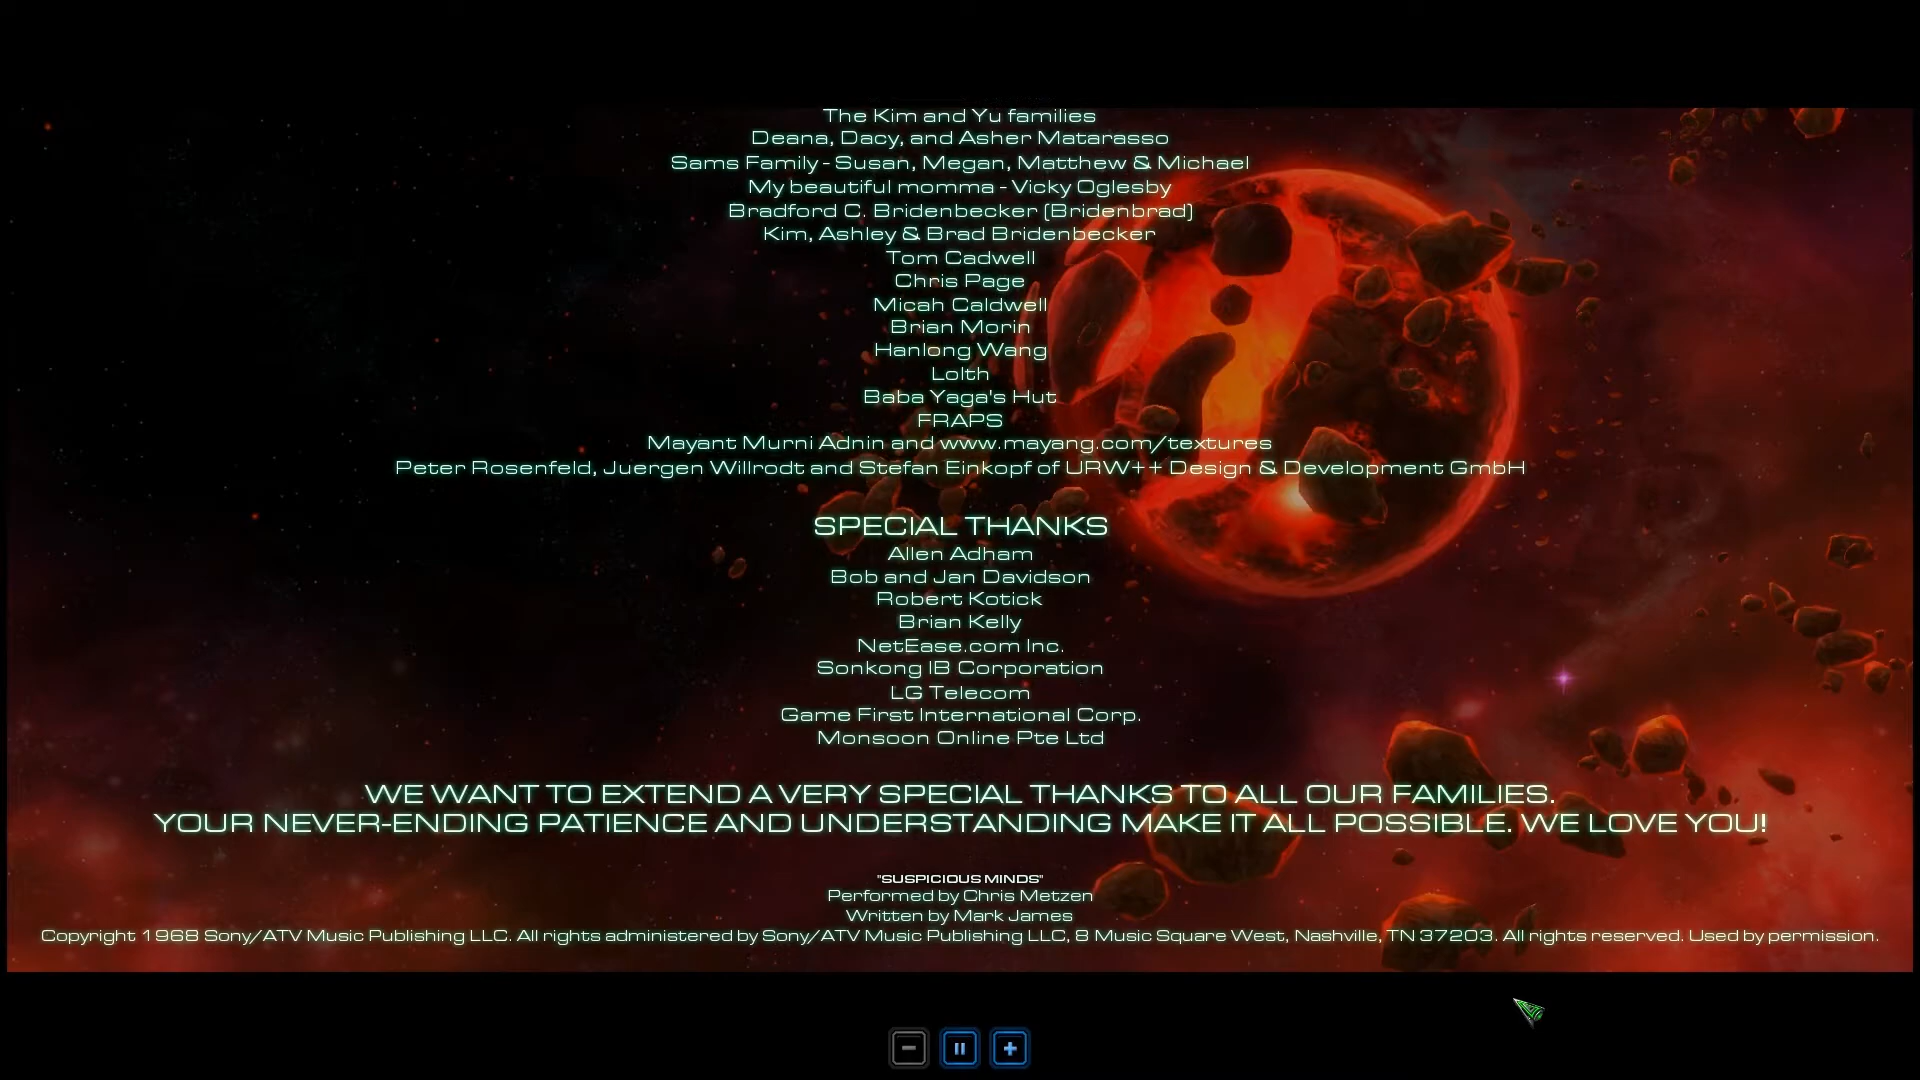 The Kim and Yu families
Deana, Dacy, and Asher Matarasso
Sams Family - Susan, Megan, Matthew & Michael
My beautiful momma - Vicky Oglesby
Bradford C. Bridenbecker (Bridenbrad)
Kim, Ashley & Brad Bridenbecker
Tom Cadwell
Chris Page
Micah Caldwell
Brian Morin
Hanlong Wang
Lolth
Baba Yaga's Hut
FRAPS
Mayant Murni Adnin and www.mayang.com/textures
Peter Rosenfeld, Juergen Willrodt and Stefan Einkopf of URW++ Design & Development GmbH
SPECIAL THANKS
Allen Adham
Bob and Jan Davidson
Robert Kotick
Brian Kelly
NetEase.com Inc.
Sonkong IB Corporation
LG Telecom
Game First International Corp.
Monsoon Online Pte Ltd
WE WANT TO EXTEND A VERY SPECIAL THANKS TO ALL OUR FAMILIES.
YOUR NEVER-ENDING PATIENCE AND UNDERSTANDING MAKE IT ALL POSSIBLE. WE LOVE YOU!
"SUSPICIOUS MINDS"
Performed by Chris Metzen
Written by Mark James
Copyright 1968 Sony/ATV Music Publishing LLC. All rights administered by Sony/ATV Music Publishing LLC, 8 Music Square West, Nashville, TN 37203. All rights reserved. Used by permission.